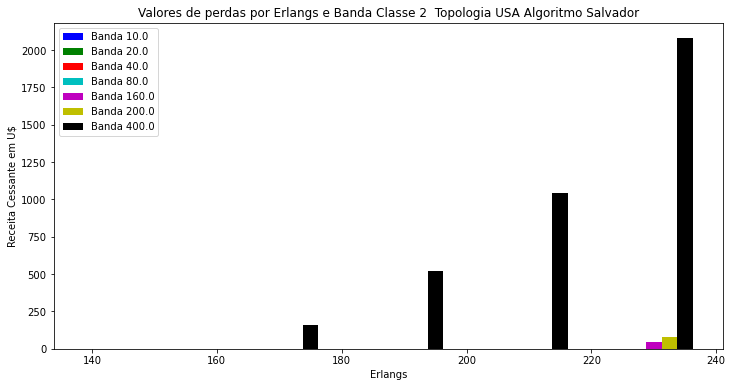 Valores de perdas por Erlangs e Banda Classe 2  Topologia USA Algoritmo Salvador
Banda 10.0
Banda 20.0
Banda 40.0
Banda 80.0
Banda 160.0
Banda 200.0
Banda 400.0
Receita Cessante em U$
2000
1750
1500
1250
1000
750
500
250
0
140 160 180 200 220 240
Erlangs